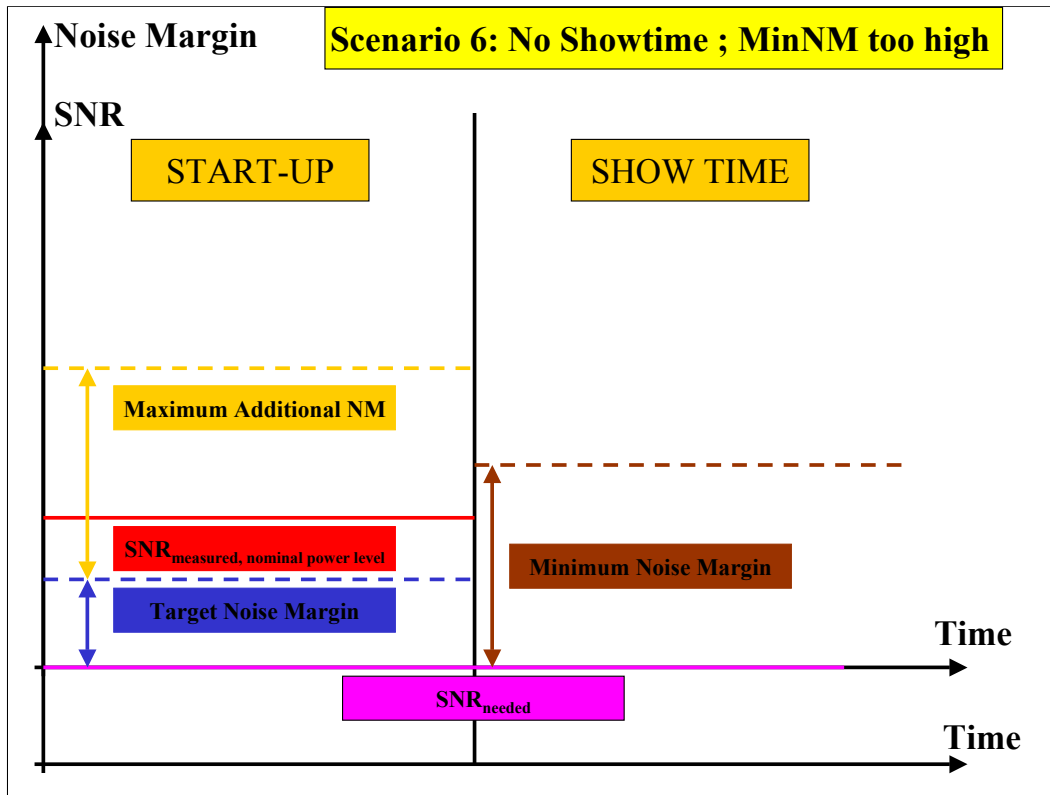 Noise Margin
Scenario 6: No Showtime ; MinNM too high
SNR
START-UP
SHOW TIME
Maximum Additional NM
SNRmeasured, nominal power level
Minimum Noise Margin
Target Noise Margin
Time
SNRneeded
Time